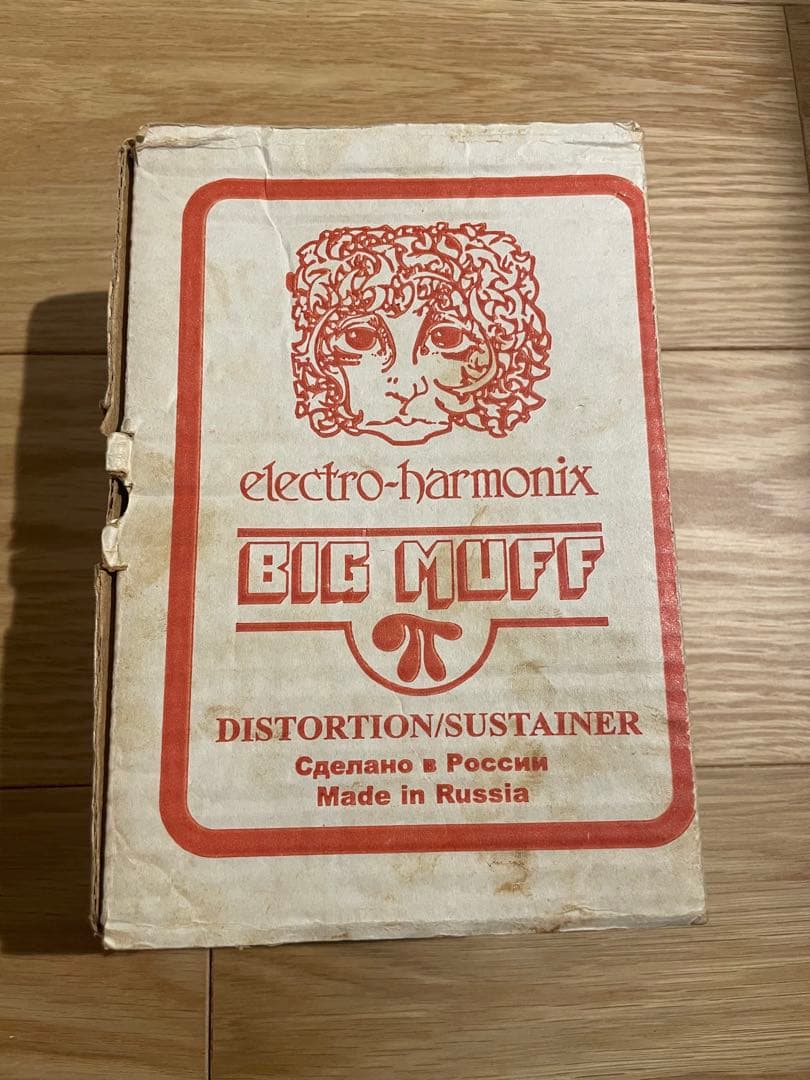 electro-harmonix
BIG MUFF
π
DISTORTION/SUSTAINER
Сделано в России
Made in Russia